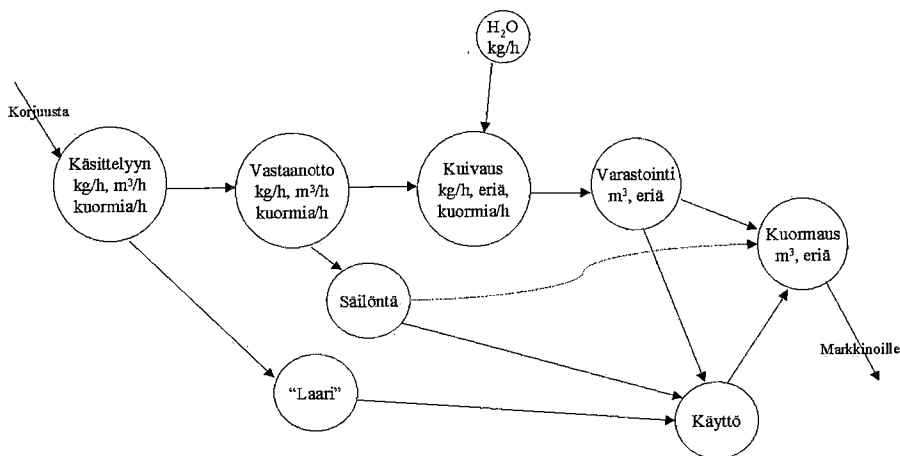 H₂O
kg/h
Korjuusta
Käsittelyyn
kg/h, m³/h
kuormia/h
Vastaanotto
kg/h, m³/h
kuormia/h
Kuivaus
kg/h, eriä,
kuormia/h
Varastointi
m³, eriä
Kuormaus
m³, eriä
Säilöntä
Markkinoille
“Laari”
Käyttö